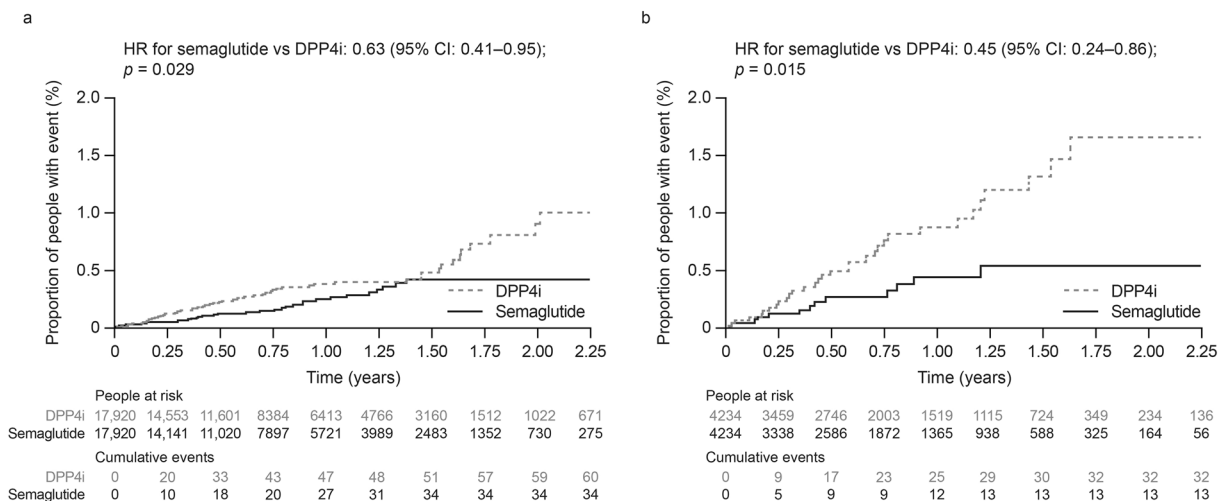 a
HR for semaglutide vs DPP4i: 0.63 (95% CI: 0.41–0.95);
p = 0.029
Proportion of people with event (%)
2.0
1.5
1.0
0.5
0
DPP4i
Semaglutide
0 0.25 0.50 0.75 1.00 1.25 1.50 1.75 2.00 2.25
Time (years)
People at risk
DPP4i 17,920 14,553 11,601 8384 6413 4766 3160 1512 1022 671
Semaglutide 17,920 14,141 11,020 7897 5721 3989 2483 1352 730 275
Cumulative events
DPP4i 0 20 33 43 47 48 51 57 59 60
Semaglutide 0 10 18 20 27 31 34 34 34 34
b
HR for semaglutide vs DPP4i: 0.45 (95% CI: 0.24–0.86);
p = 0.015
Proportion of people with event (%)
2.0
1.5
1.0
0.5
0
DPP4i
Semaglutide
0 0.25 0.50 0.75 1.00 1.25 1.50 1.75 2.00 2.25
Time (years)
People at risk
4234 3459 2746 2003 1519 1115 724 349 234 136
4234 3338 2586 1872 1365 938 588 325 164 56
Cumulative events
0 9 17 23 25 29 30 32 32 32
0 5 9 9 12 13 13 13 13 13